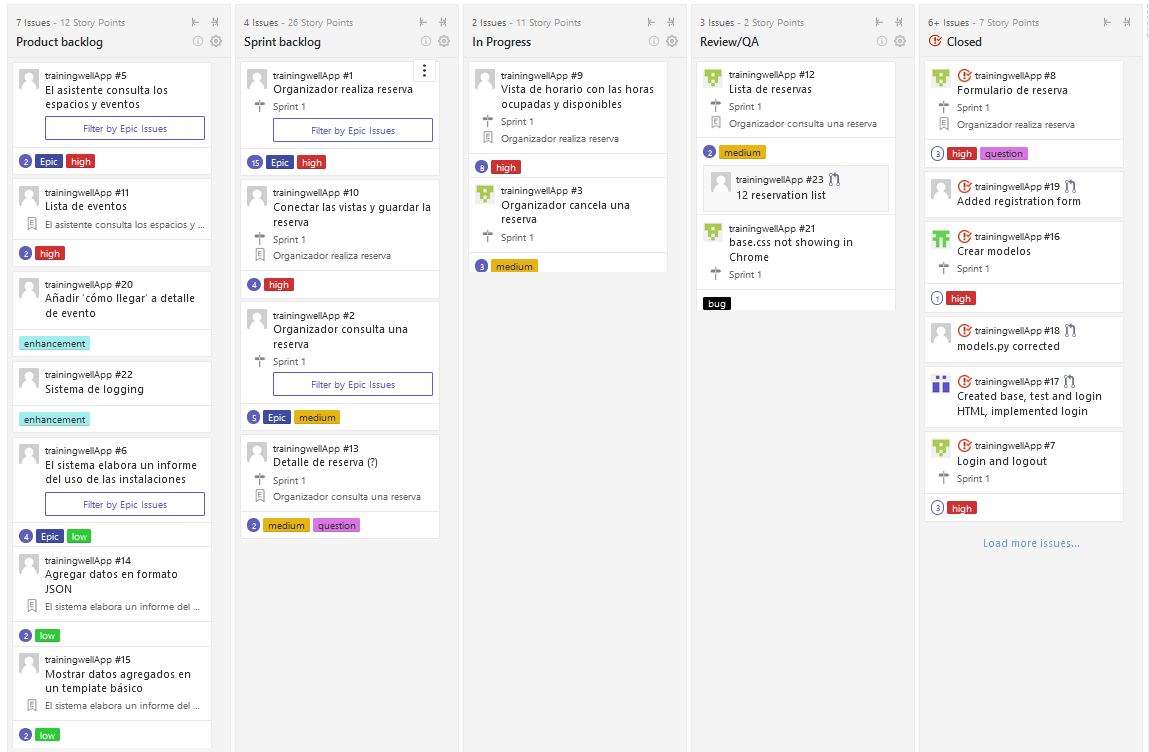 7 Issues - 12 Story Points
Product backlog
trainingwellApp #5
El asistente consulta los
espacios y eventos
Filter by Epic Issues
2 Epic high
trainingwellApp #11
Lista de eventos
El asistente consulta los espacios y ...
2 high
trainingwellApp #20
Añadir 'cómo llegar' a detalle
de evento
enhancement
trainingwellApp #22
Sistema de logging
enhancement
trainingwellApp #6
El sistema elabora un informe
del uso de las instalaciones
Filter by Epic Issues
4 Epic low
trainingwellApp #14
Agregar datos en formato
JSON
El sistema elabora un informe del ...
2 low
trainingwellApp #15
Mostrar datos agregados en
un template básico
El sistema elabora un informe del ...
2 low
4 Issues - 26 Story Points
Sprint backlog
trainingwellApp #1
Organizador realiza reserva
Sprint 1
Filter by Epic Issues
15 Epic high
trainingwellApp #10
Conectar las vistas y guardar la
reserva
Sprint 1
Organizador realiza reserva
4 high
trainingwellApp #2
Organizador consulta una
reserva
Sprint 1
Filter by Epic Issues
5 Epic medium
trainingwellApp #13
Detalle de reserva (?)
Sprint 1
Organizador consulta una reserva
2 medium question
2 Issues - 11 Story Points
In Progress
trainingwellApp #9
Vista de horario con las horas
ocupadas y disponibles
Sprint 1
Organizador realiza reserva
8 high
trainingwellApp #3
Organizador cancela una
reserva
Sprint 1
3 medium
3 Issues - 2 Story Points
Review/QA
trainingwellApp #12
Lista de reservas
Sprint 1
Organizador consulta una reserva
2 medium
trainingwellApp #23
12 reservation list
trainingwellApp #21
base.css not showing in
Chrome
Sprint 1
bug
6+ Issues - 7 Story Points
Closed
trainingwellApp #8
Formulario de reserva
Sprint 1
Organizador realiza reserva
3 high question
trainingwellApp #19
Added registration form
trainingwellApp #16
Crear modelos
Sprint 1
1 high
trainingwellApp #18
models.py corrected
trainingwellApp #17
Created base, test and login
HTML, implemented login
trainingwellApp #7
Login and logout
Sprint 1
3 high
Load more issues...